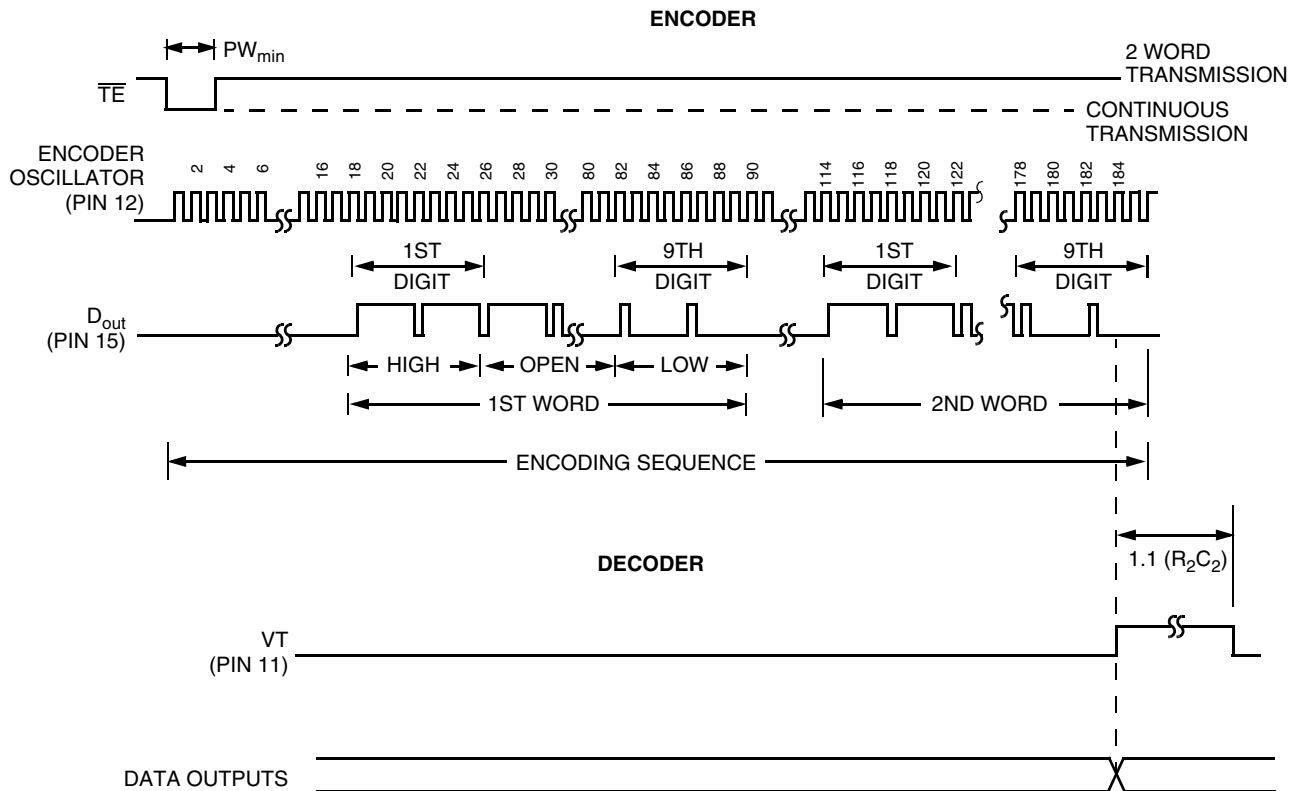 ENCODER
PWmin
TE
2 WORD
TRANSMISSION
CONTINUOUS
TRANSMISSION
ENCODER
OSCILLATOR
(PIN 12)
2 4 6 16 18 20 22 24 26 28 30 80 82 84 86 88 90 114 116 118 120 122 178 180 182 184
1ST
DIGIT
9TH
DIGIT
1ST
DIGIT
9TH
DIGIT
Dout
(PIN 15)
HIGH OPEN LOW
1ST WORD 2ND WORD
ENCODING SEQUENCE
1.1 (R2C2)
DECODER
VT
(PIN 11)
DATA OUTPUTS